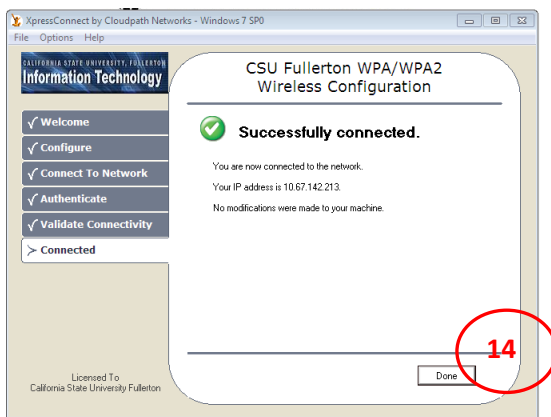 XpressConnect by Cloudpath Networks - Windows 7 SP0
File Options Help
CALIFORNIA STATE UNIVERSITY, FULLERTON
Information Technology
CSU Fullerton WPA/WPA2
Wireless Configuration
√ Welcome
√ Configure
√ Connect To Network
√ Authenticate
√ Validate Connectivity
> Connected
Successfully connected.
You are now connected to the network.
Your IP address is 10.67.142.213.
No modifications were made to your machine.
14
Done
Licensed To
California State University Fullerton